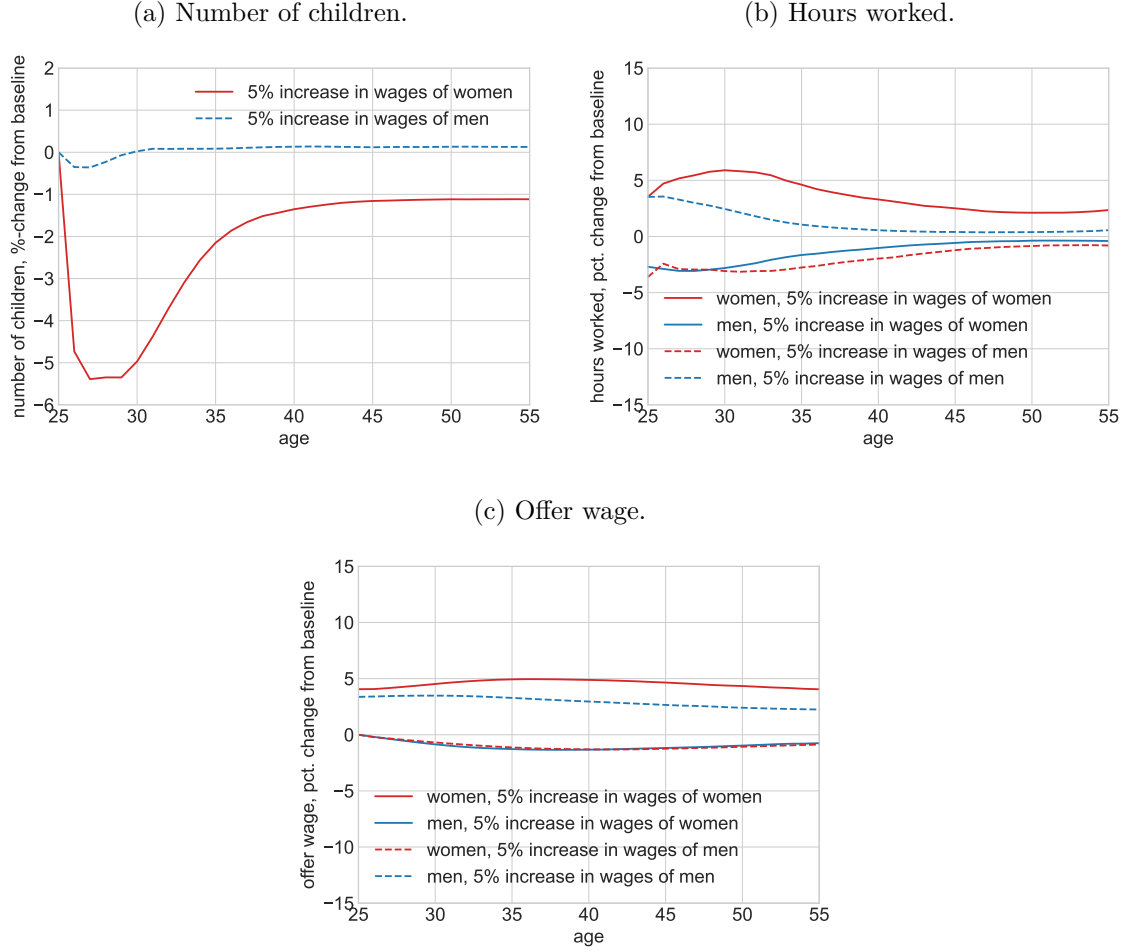 (a) Number of children.
number of children, %-change from baseline
2
1
0
−1
−2
−3
−4
−5
−6
5% increase in wages of women
5% increase in wages of men
25 30 35 40 45 50 55
age
(b) Hours worked.
hours worked, pct. change from baseline
15
10
5
0
−5
−10
−15
women, 5% increase in wages of women
men, 5% increase in wages of women
women, 5% increase in wages of men
men, 5% increase in wages of men
25 30 35 40 45 50 55
age
(c) Offer wage.
offer wage, pct. change from baseline
15
10
5
0
−5
−10
−15
women, 5% increase in wages of women
men, 5% increase in wages of women
women, 5% increase in wages of men
men, 5% increase in wages of men
25 30 35 40 45 50 55
age